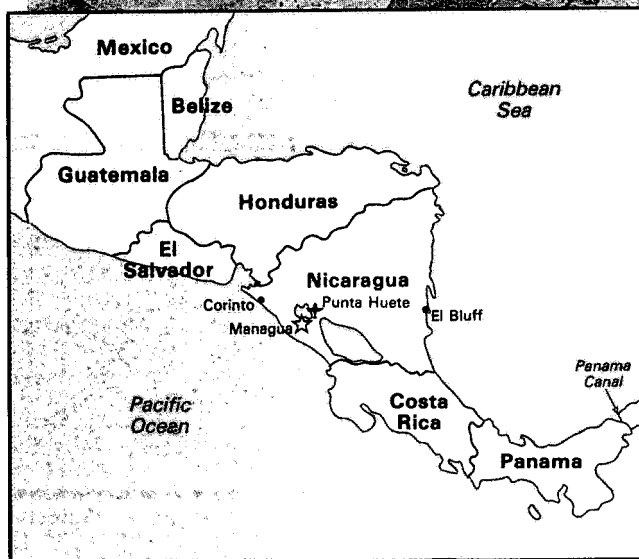 Mexico
Caribbean
Sea
Belize
Guatemala
Honduras
El
Salvador
Nicaragua
Corinto
Punta Huete
El Bluff
Managua
Panama
Canal
Pacific
Ocean
Costa
Rica
Panama